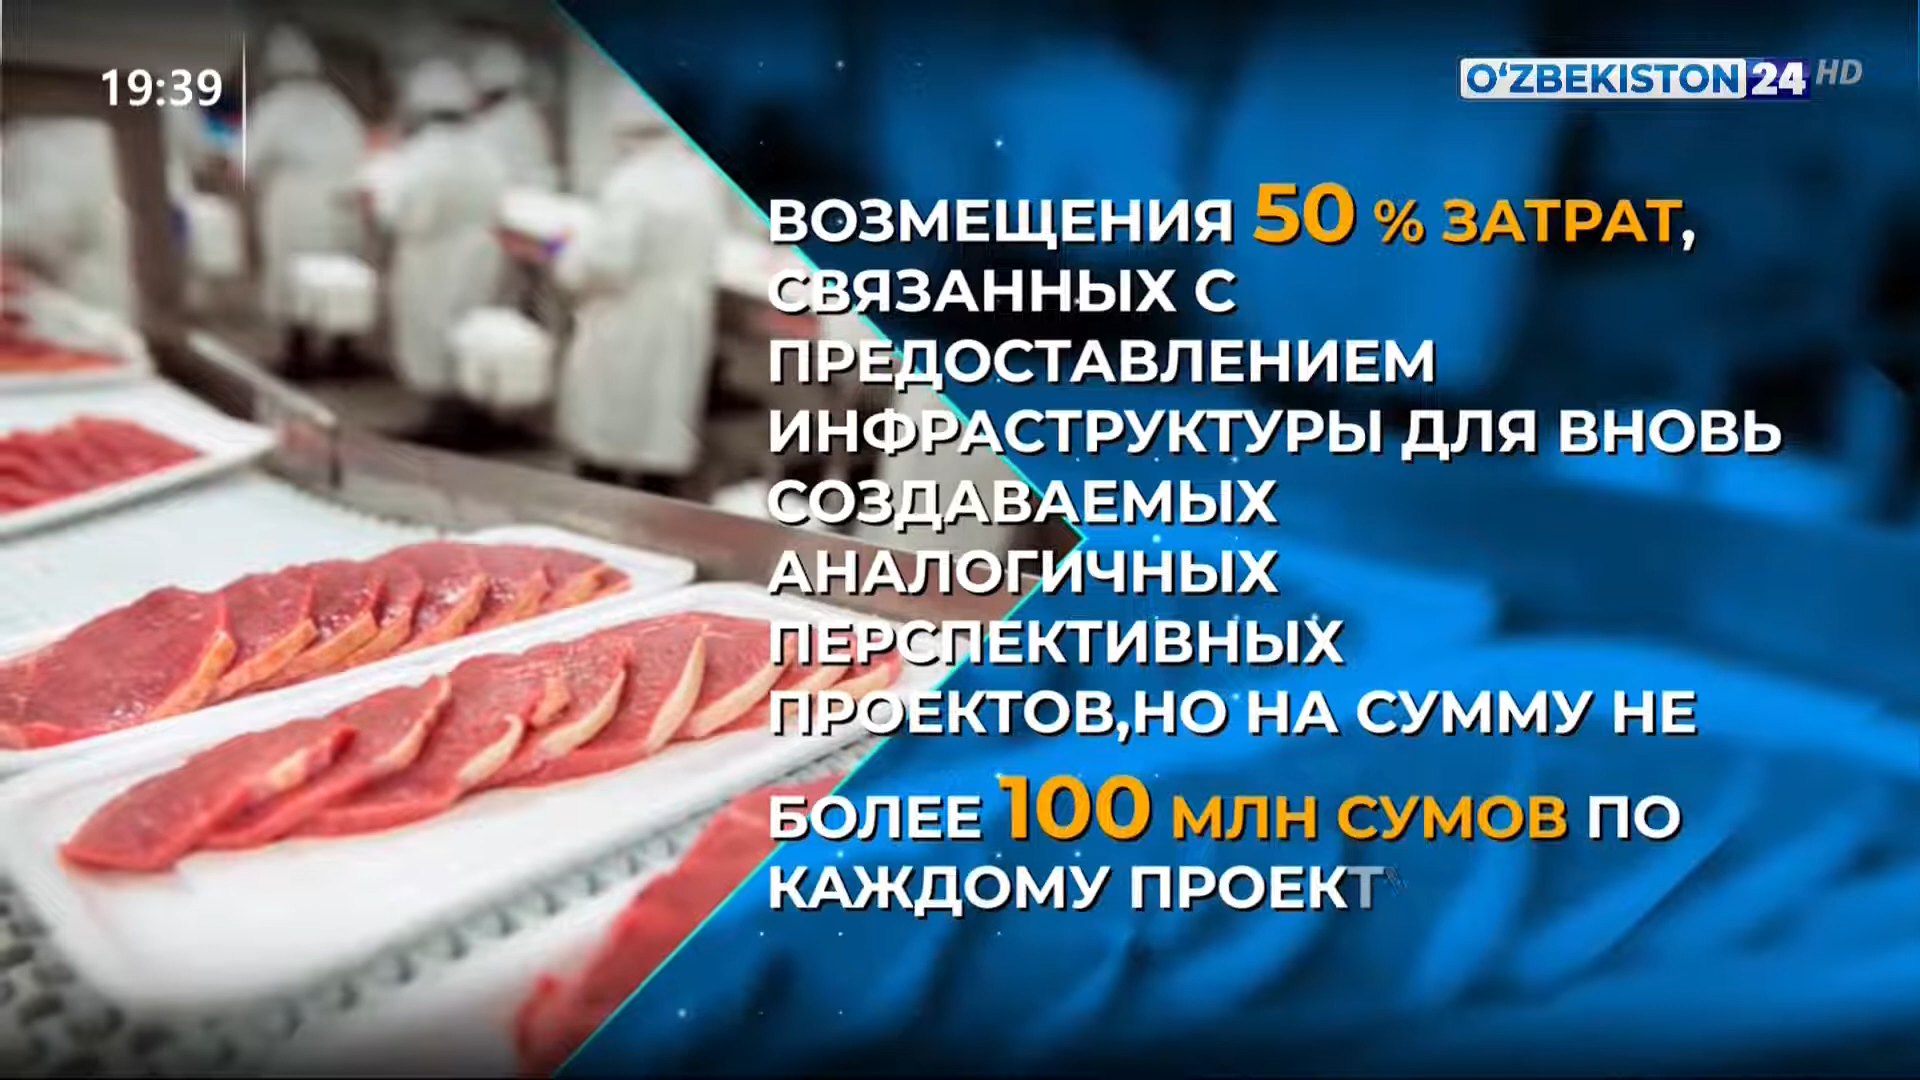 19:39
O‘ZBEKISTON 24 HD
ВОЗМЕЩЕНИЯ 50 % ЗАТРАТ,
СВЯЗАННЫХ С
ПРЕДОСТАВЛЕНИЕМ
ИНФРАСТРУКТУРЫ ДЛЯ ВНОВЬ
СОЗДАВАЕМЫХ
АНАЛОГИЧНЫХ
ПЕРСПЕКТИВНЫХ
ПРОЕКТОВ,НО НА СУММУ НЕ
БОЛЕЕ 100 МЛН СУМОВ ПО
КАЖДОМУ ПРОЕКТ